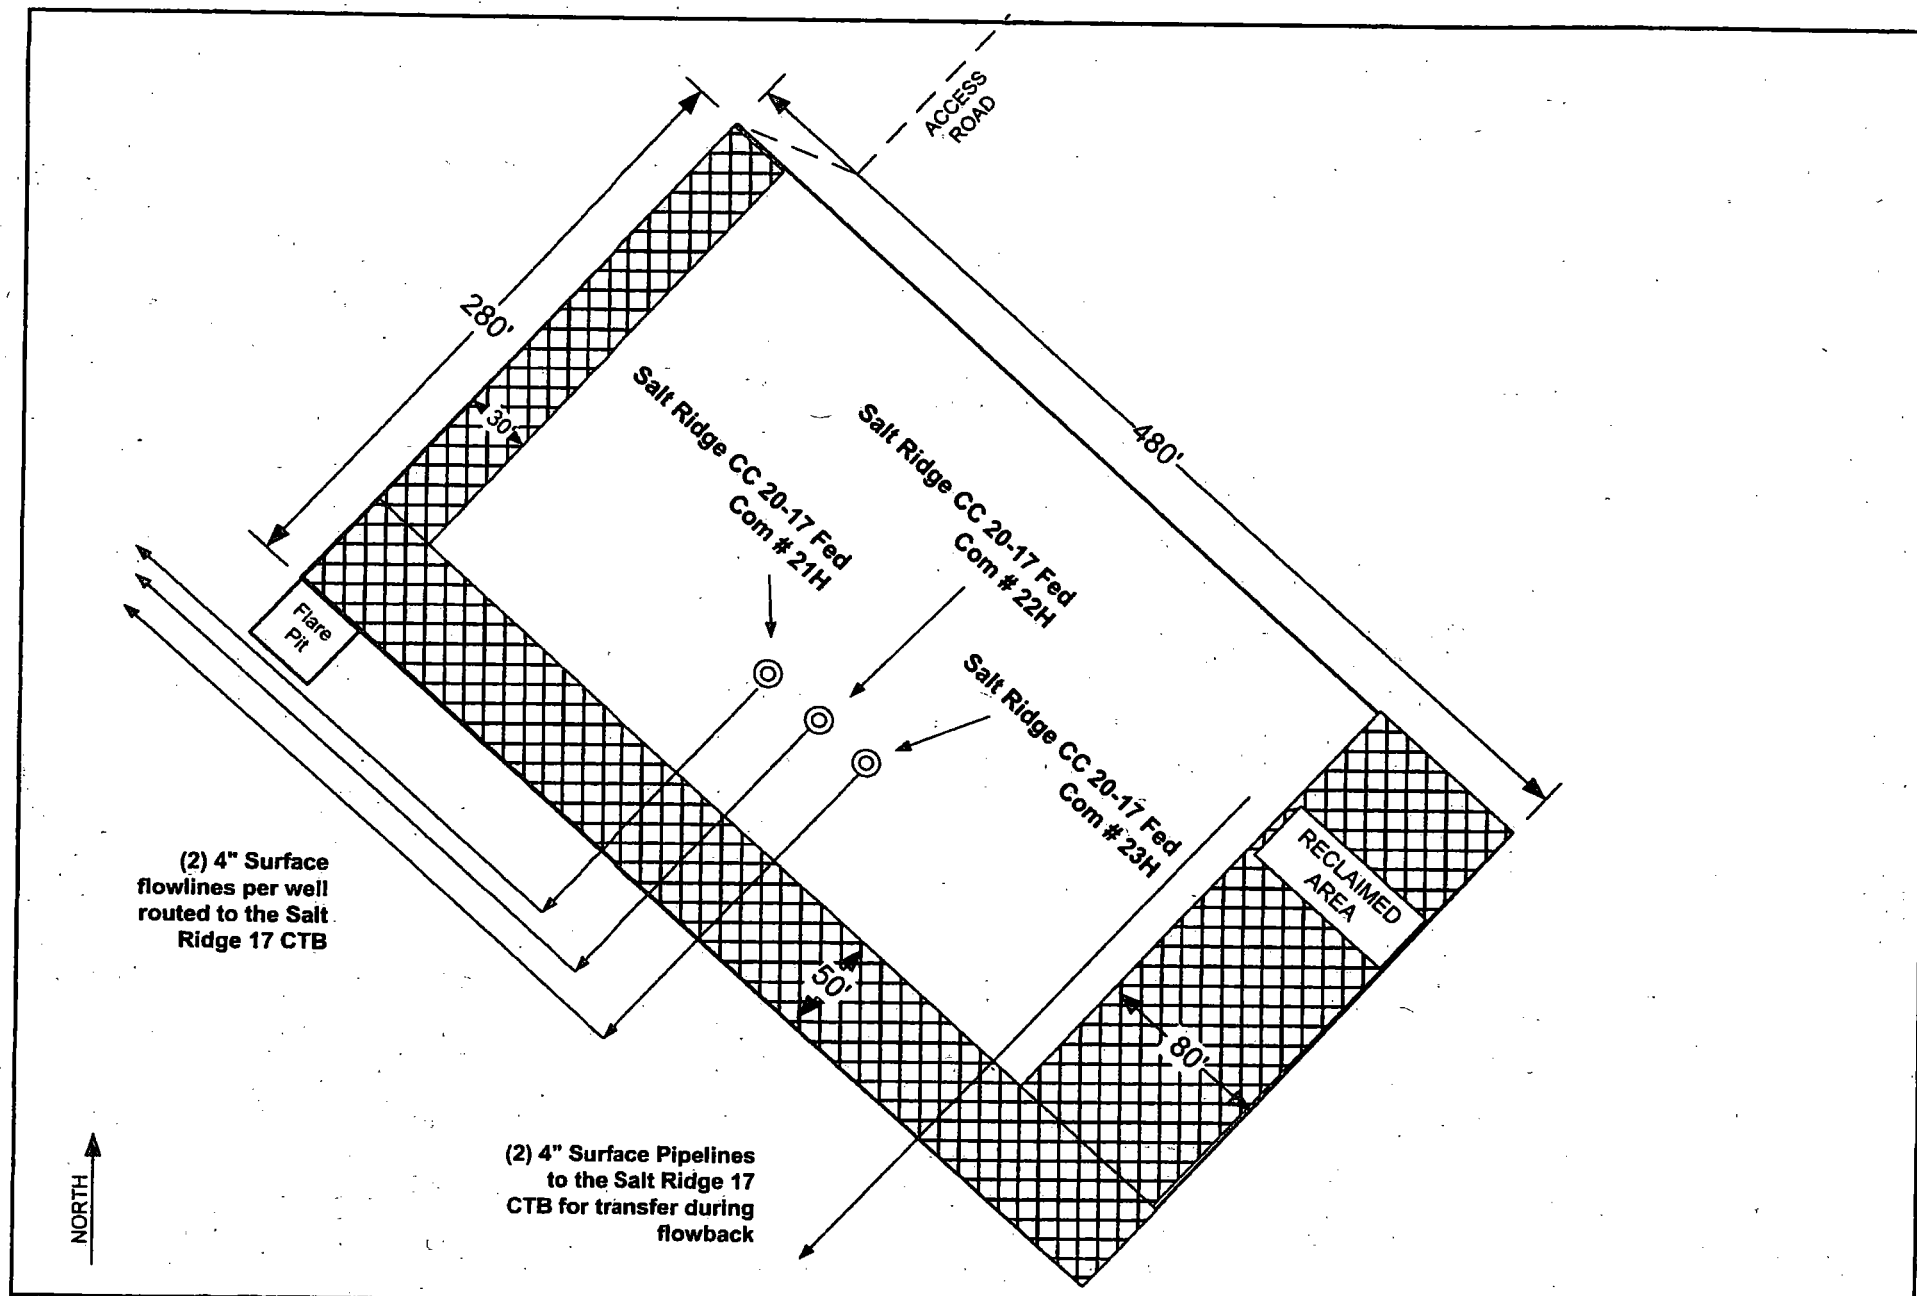 ACCESS
ROAD
280'
480'
30'
Salt Ridge CC 20-17 Fed
Com # 21H
Salt Ridge CC 20-17 Fed
Com # 22H
Salt Ridge CC 20-17 Fed
Com # 23H
Flare
Pit
(2) 4" Surface
flowlines per well
routed to the Salt
Ridge 17 CTB
RECLAIMED
AREA
50'
80'
(2) 4" Surface Pipelines
to the Salt Ridge 17
CTB for transfer during
flowback
NORTH